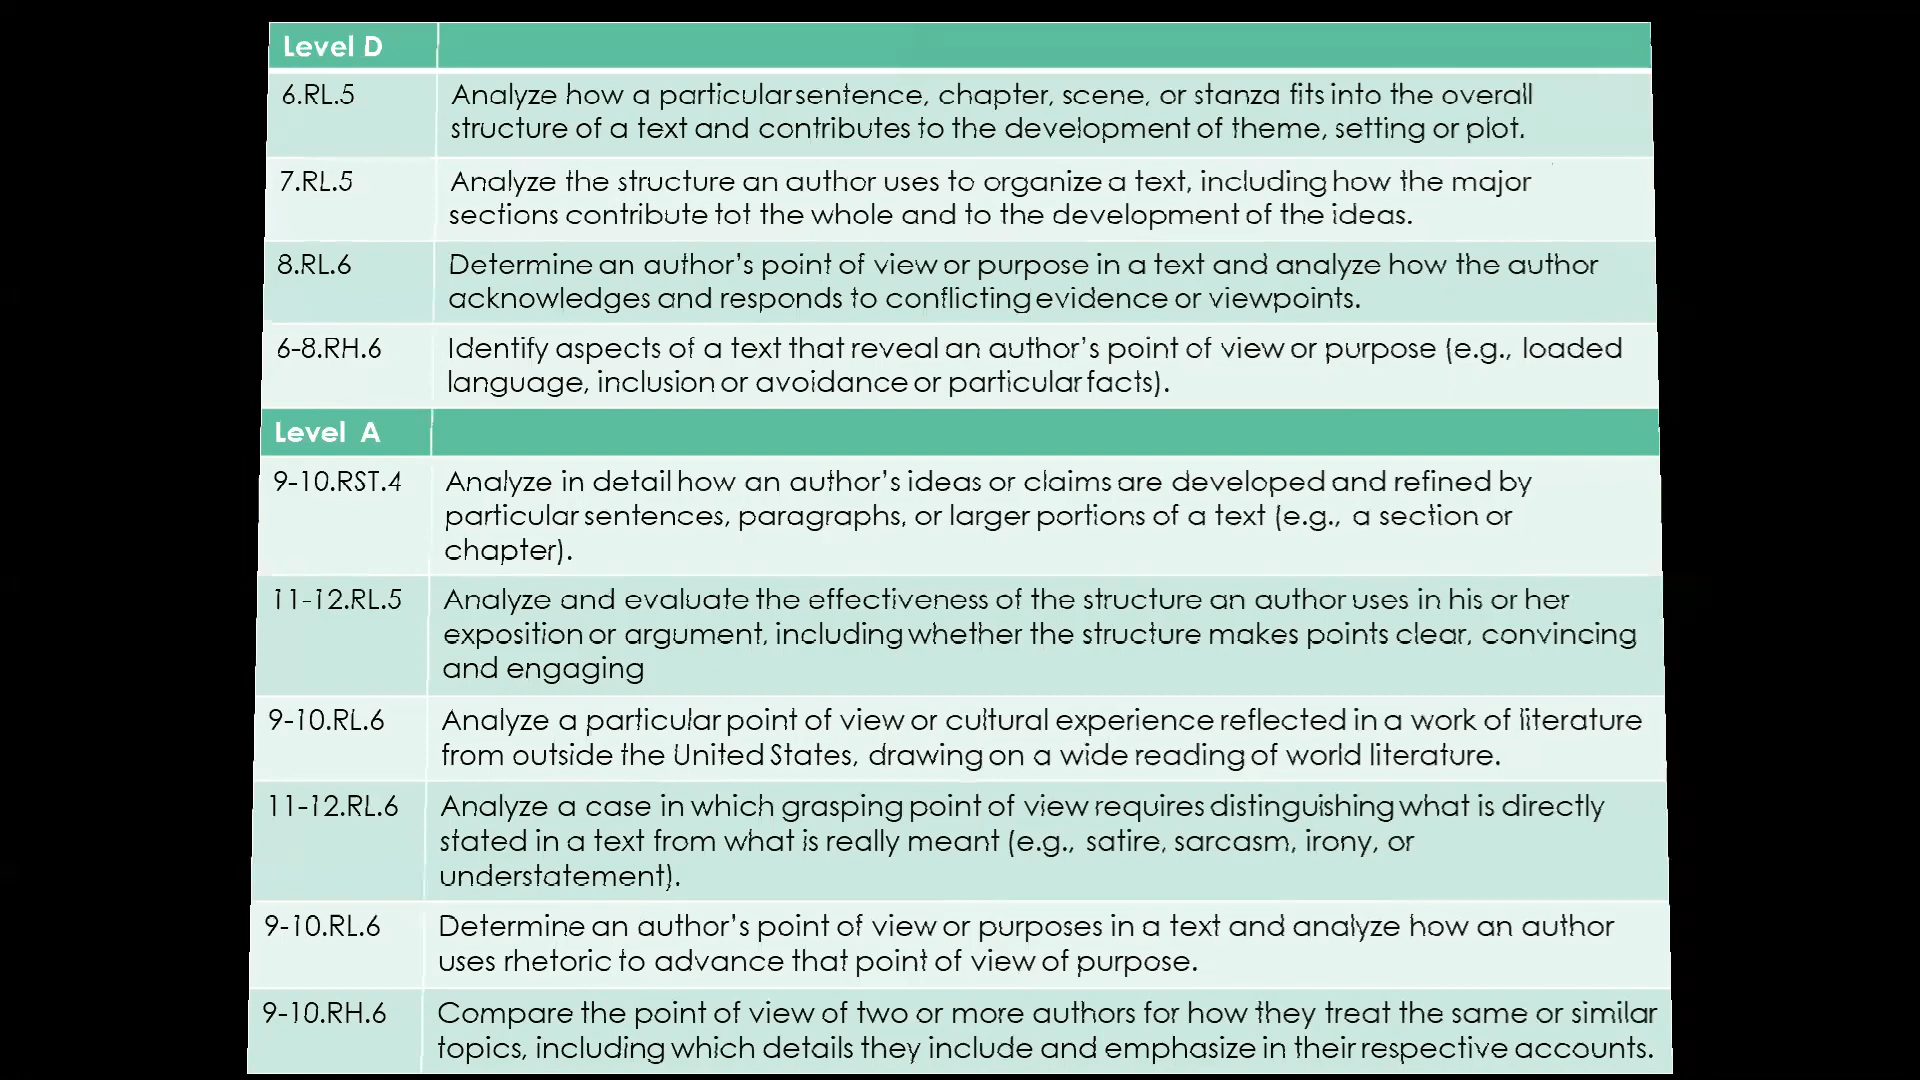 Level D
6.RL.5
Analyze how a particular sentence, chapter, scene, or stanza fits into the overall
structure of a text and contributes to the development of theme, setting or plot.
7.RL.5
Analyze the structure an author uses to organize a text, including how the major
sections contribute tot the whole and to the development of the ideas.
8.RL.6
Determine an author's point of view or purpose in a text and analyze how the author
acknowledges and responds to conflicting evidence or viewpoints.
6-8.RH.6
Identify aspects of a text that reveal an author's point of view or purpose (e.g., loaded
language, inclusion or avoidance or particular facts).
Level A
9-10.RST.4
Analyze in detail how an author's ideas or claims are developed and refined by
particular sentences, paragraphs, or larger portions of a text (e.g., a section or
chapter).
11-12.RL.5
Analyze and evaluate the effectiveness of the structure an author uses in his or her
exposition or argument, including whether the structure makes points clear, convincing
and engaging
9-10.RL.6
Analyze a particular point of view or cultural experience reflected in a work of literature
from outside the United States, drawing on a wide reading of world literature.
11-12.RL.6
Analyze a case in which grasping point of view requires distinguishing what is directly
stated in a text from what is really meant (e.g., satire, sarcasm, irony, or
understatement).
9-10.RL.6
Determine an author's point of view or purposes in a text and analyze how an author
uses rhetoric to advance that point of view of purpose.
9-10.RH.6
Compare the point of view of two or more authors for how they treat the same or similar
topics, including which details they include and emphasize in their respective accounts.